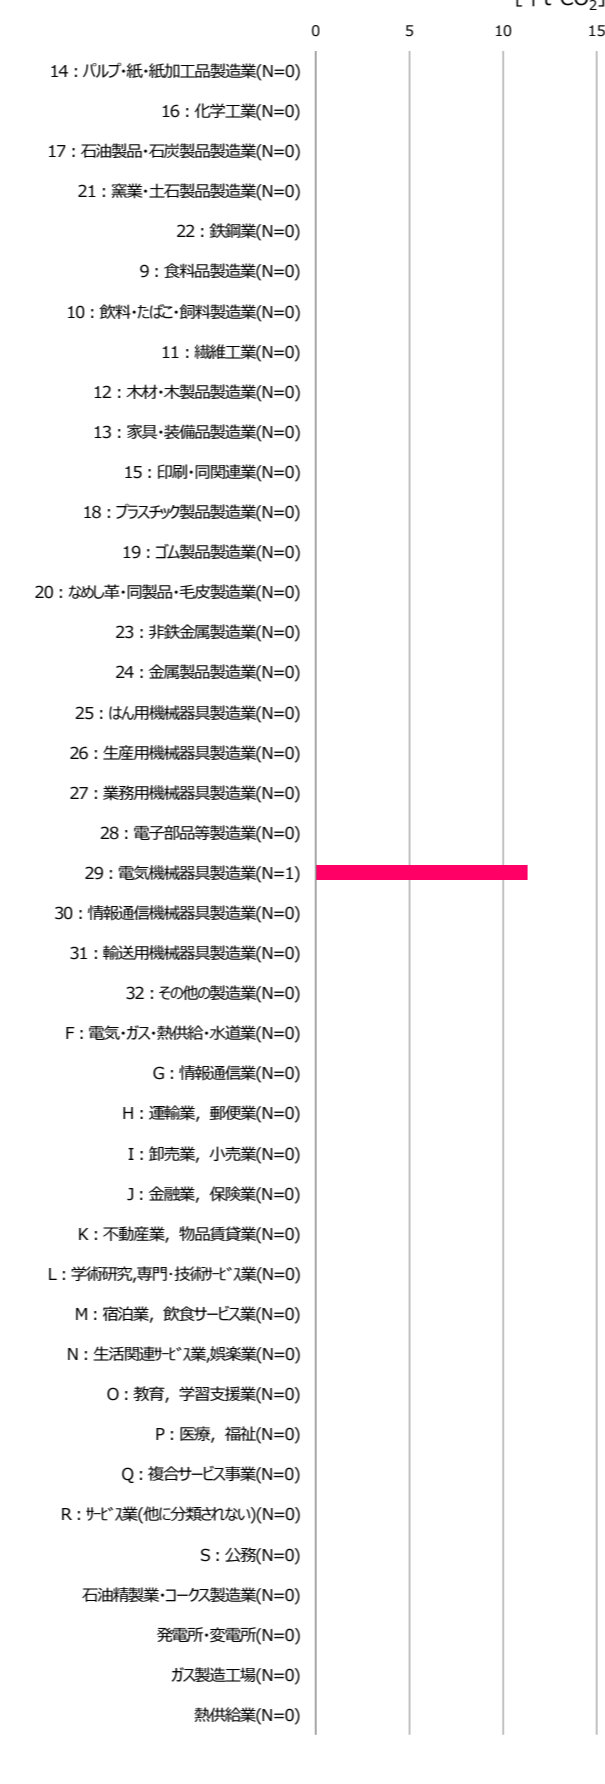 0 5 10 15
14：パルプ・紙・紙加工品製造業(N=0)
16：化学工業(N=0)
17：石油製品・石炭製品製造業(N=0)
21：窯業・土石製品製造業(N=0)
22：鉄鋼業(N=0)
9：食料品製造業(N=0)
10：飲料・たばこ・飼料製造業(N=0)
11：繊維工業(N=0)
12：木材・木製品製造業(N=0)
13：家具・装備品製造業(N=0)
15：印刷・同関連業(N=0)
18：プラスチック製品製造業(N=0)
19：ゴム製品製造業(N=0)
20：なめし革・同製品・毛皮製造業(N=0)
23：非鉄金属製造業(N=0)
24：金属製品製造業(N=0)
25：はん用機械器具製造業(N=0)
26：生産用機械器具製造業(N=0)
27：業務用機械器具製造業(N=0)
28：電子部品等製造業(N=0)
29：電気機械器具製造業(N=1)
30：情報通信機械器具製造業(N=0)
31：輸送用機械器具製造業(N=0)
32：その他の製造業(N=0)
F：電気・ガス・熱供給・水道業(N=0)
G：情報通信業(N=0)
H：運輸業，郵便業(N=0)
I：卸売業，小売業(N=0)
J：金融業，保険業(N=0)
K：不動産業，物品賃貸業(N=0)
L：学術研究,専門・技術ｻｰﾋﾞｽ業(N=0)
M：宿泊業，飲食サービス業(N=0)
N：生活関連ｻｰﾋﾞｽ業,娯楽業(N=0)
O：教育，学習支援業(N=0)
P：医療，福祉(N=0)
Q：複合サービス事業(N=0)
R：ｻｰﾋﾞｽ業(他に分類されない)(N=0)
S：公務(N=0)
石油精製業・コークス製造業(N=0)
発電所・変電所(N=0)
ガス製造工場(N=0)
熱供給業(N=0)